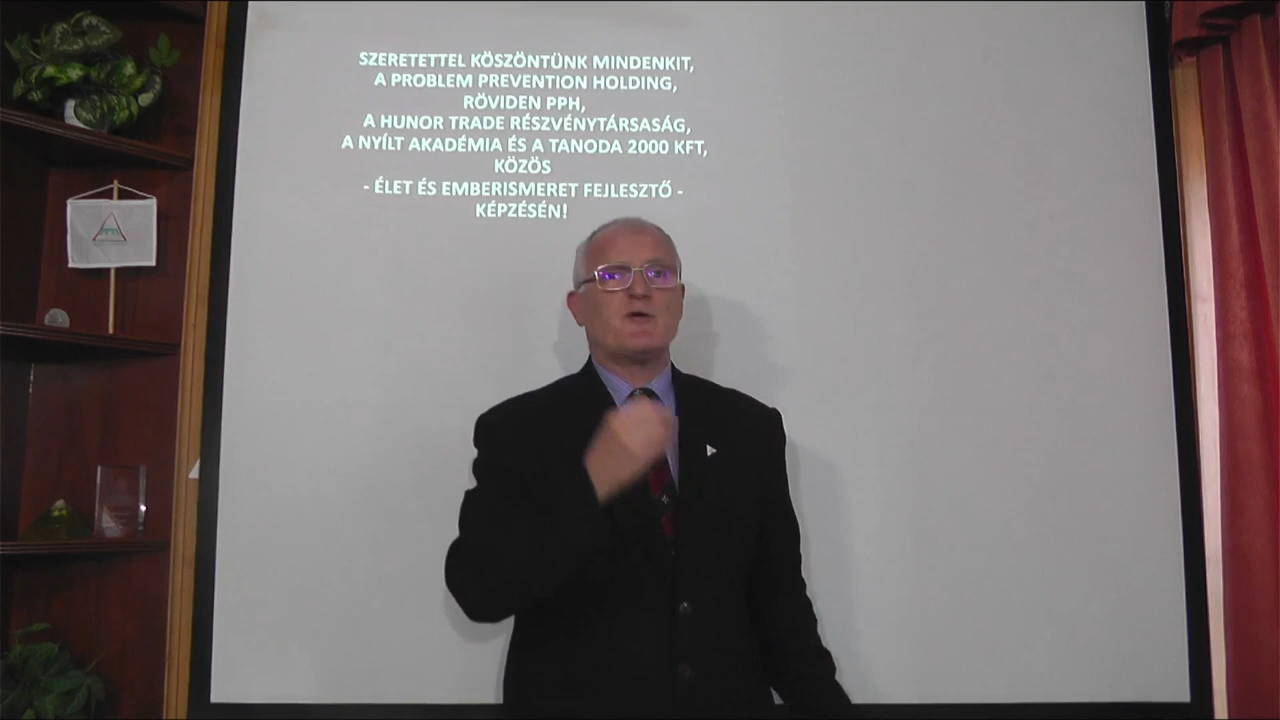 SZERETETTEL KÖSZÖNTÜNK MINDENKIT,
A PROBLEM PREVENTION HOLDING,
RÖVIDEN PPH,
A HUNOR TRADE RÉSZVÉNYTÁRSASÁG,
A NYÍLT AKADÉMIA ÉS A TANODA 2000 KFT,
KÖZÖS
- ÉLET ÉS EMBERISMERET FEJLESZTŐ -
KÉPZÉSÉN!